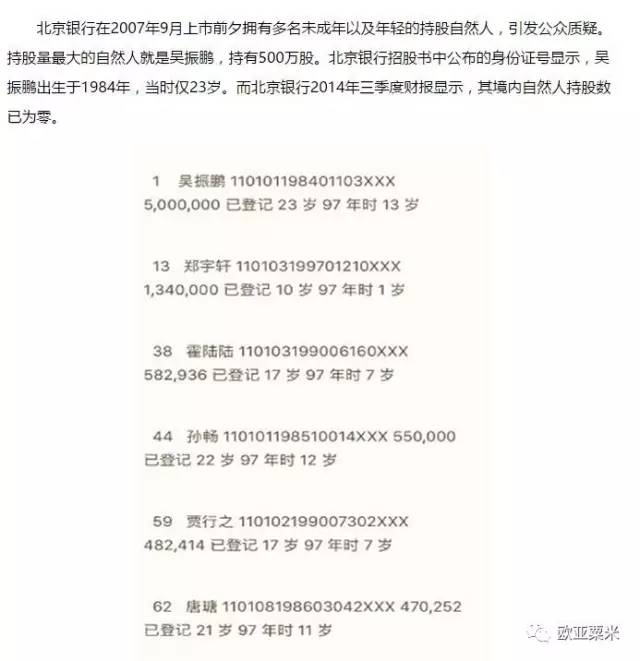 北京银行在2007年9月上市前夕拥有多名未成年以及年轻的持股自然人，引发公众质疑。
持股量最大的自然人就是吴振鹏，持有500万股。北京银行招股书中公布的身份证号显示，吴
振鹏出生于1984年，当时仅23岁。而北京银行2014年三季度财报显示，其境内自然人持股数
已为零。
1 吴振鹏 110101198401103XXX
5,000,000 已登记 23 岁 97 年时 13 岁
13 郑宇轩 110103199701210XXX
1,340,000 已登记 10 岁 97 年时 1 岁
38 霍陆陆 110103199006160XXX
582,936 已登记 17 岁 97 年时 7 岁
44 孙畅 110101198510014XXX 550,000
已登记 22 岁 97 年时 12 岁
59 贾行之 110102199007302XXX
482,414 已登记 17 岁 97 年时 7 岁
62 唐瑭 110108198603042XXX 470,252
已登记 21 岁 97 年时 11 岁
欧亚粟米